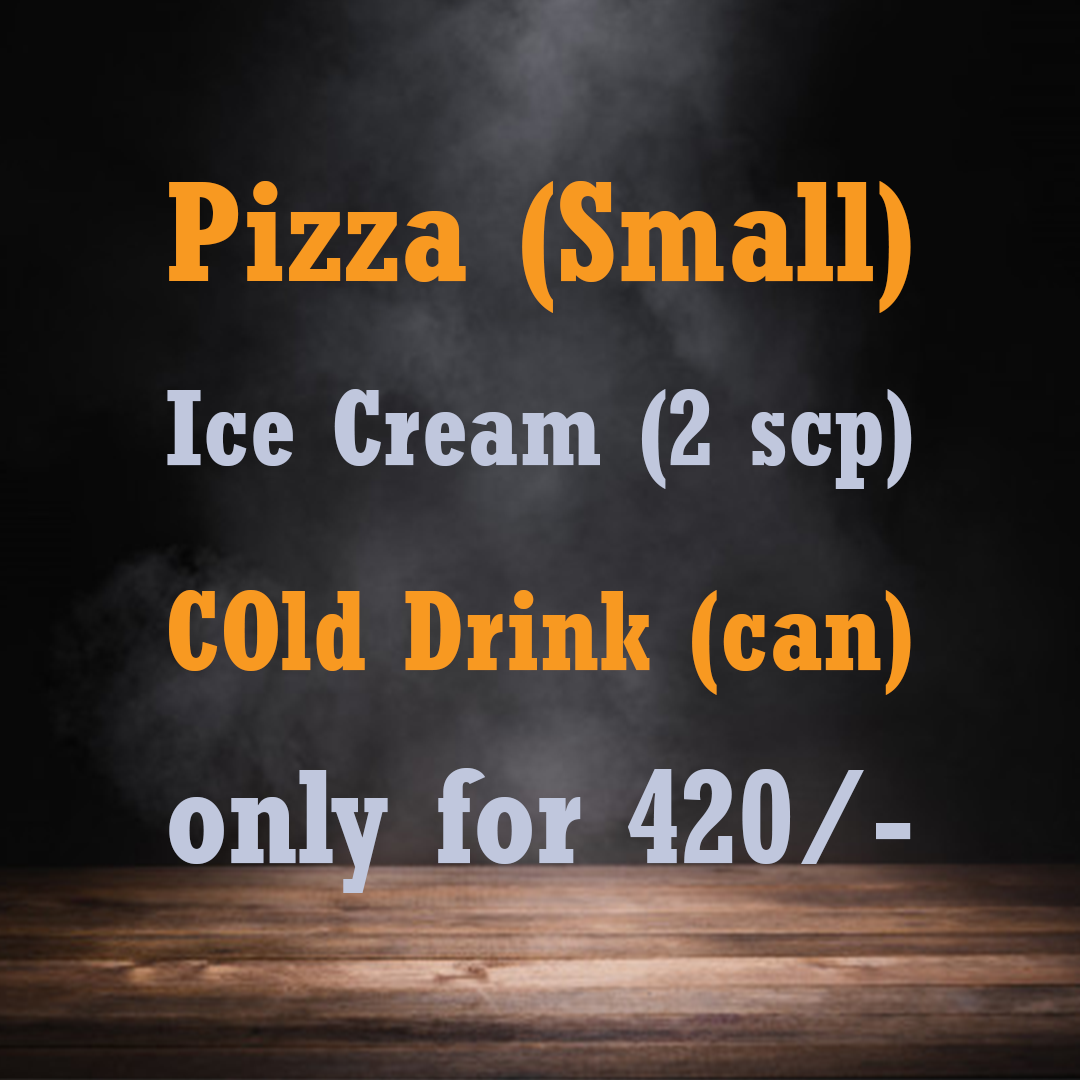 Pizza (Small)
Ice Cream (2 scp)
COld Drink (can)
only for 420/-